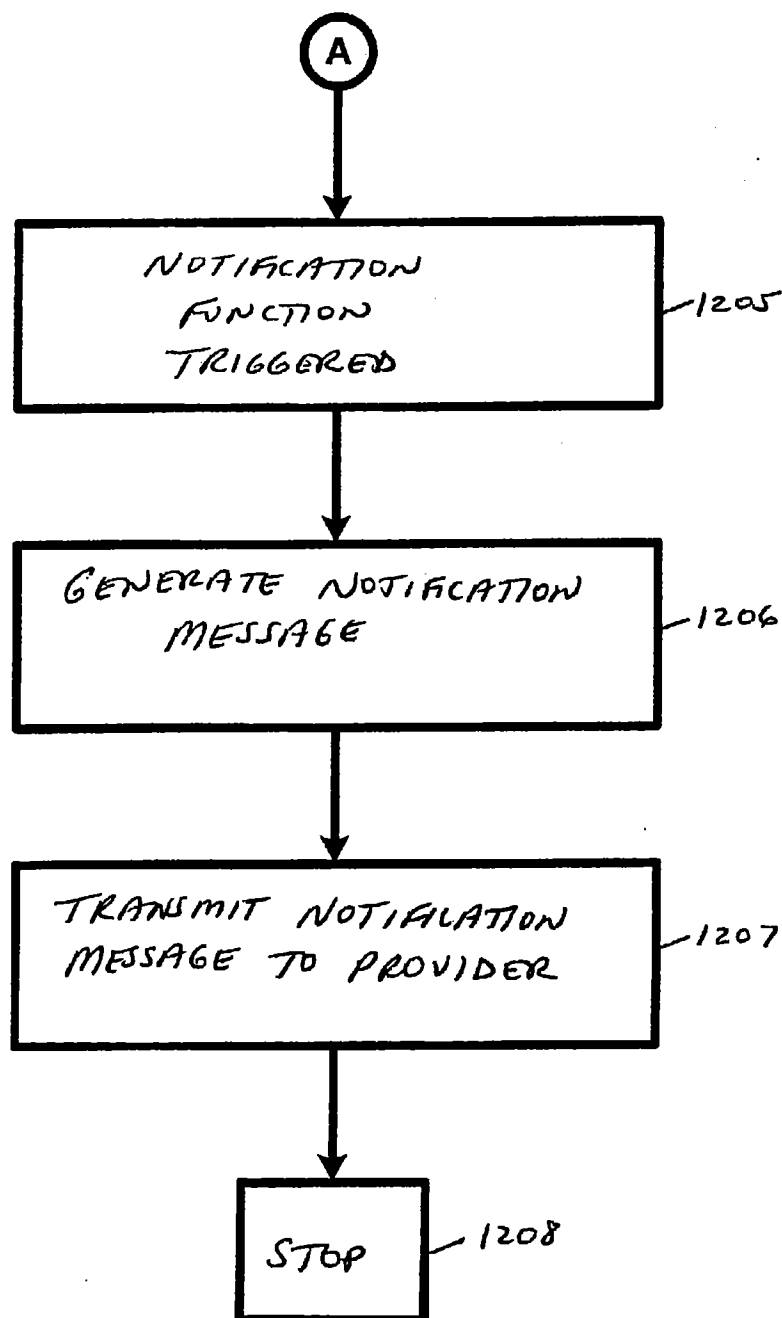 A
NOTIFICATION
FUNCTION
TRIGGERED
1205
GENERATE NOTIFICATION
MESSAGE
1206
TRANSMIT NOTIFICATION
MESSAGE TO PROVIDER
1207
STOP
1208